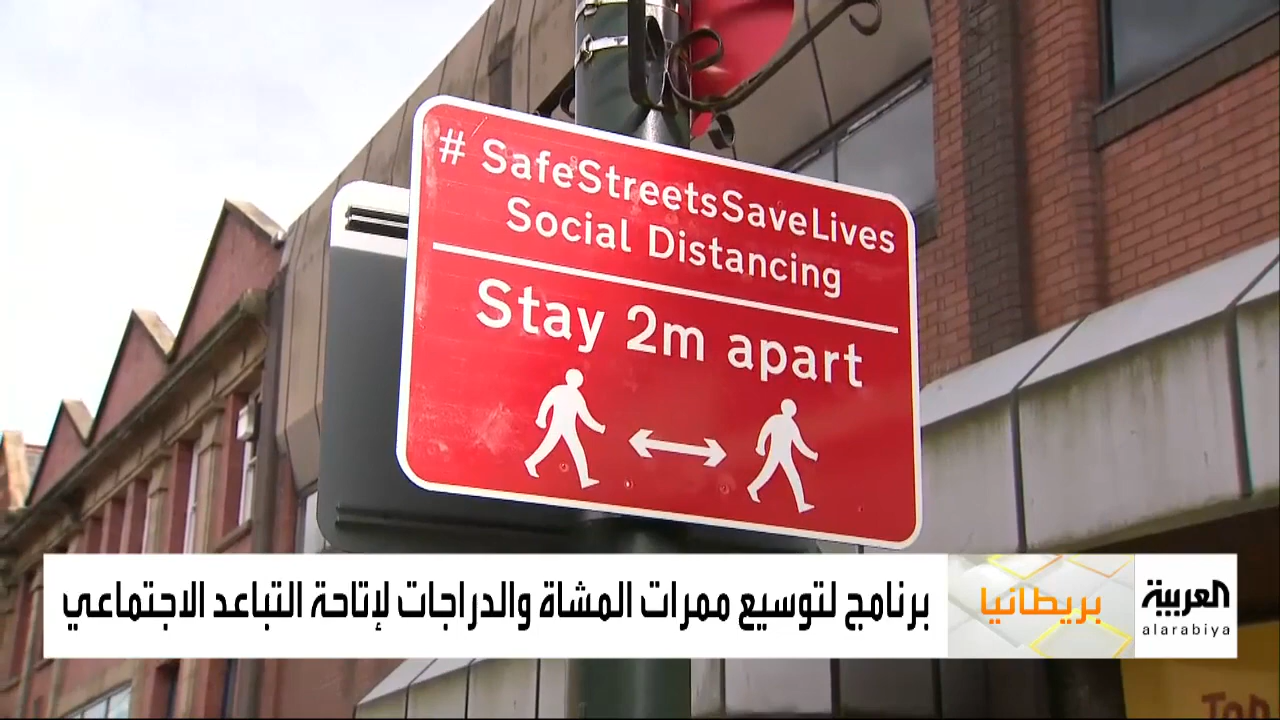 # SafeStreetsSaveLives
Social Distancing
Stay 2m apart
برنامج لتوسيع ممرات المشاة والدراجات لإتاحة التباعد الاجتماعي
بريطانيا
العربية
alarabiya